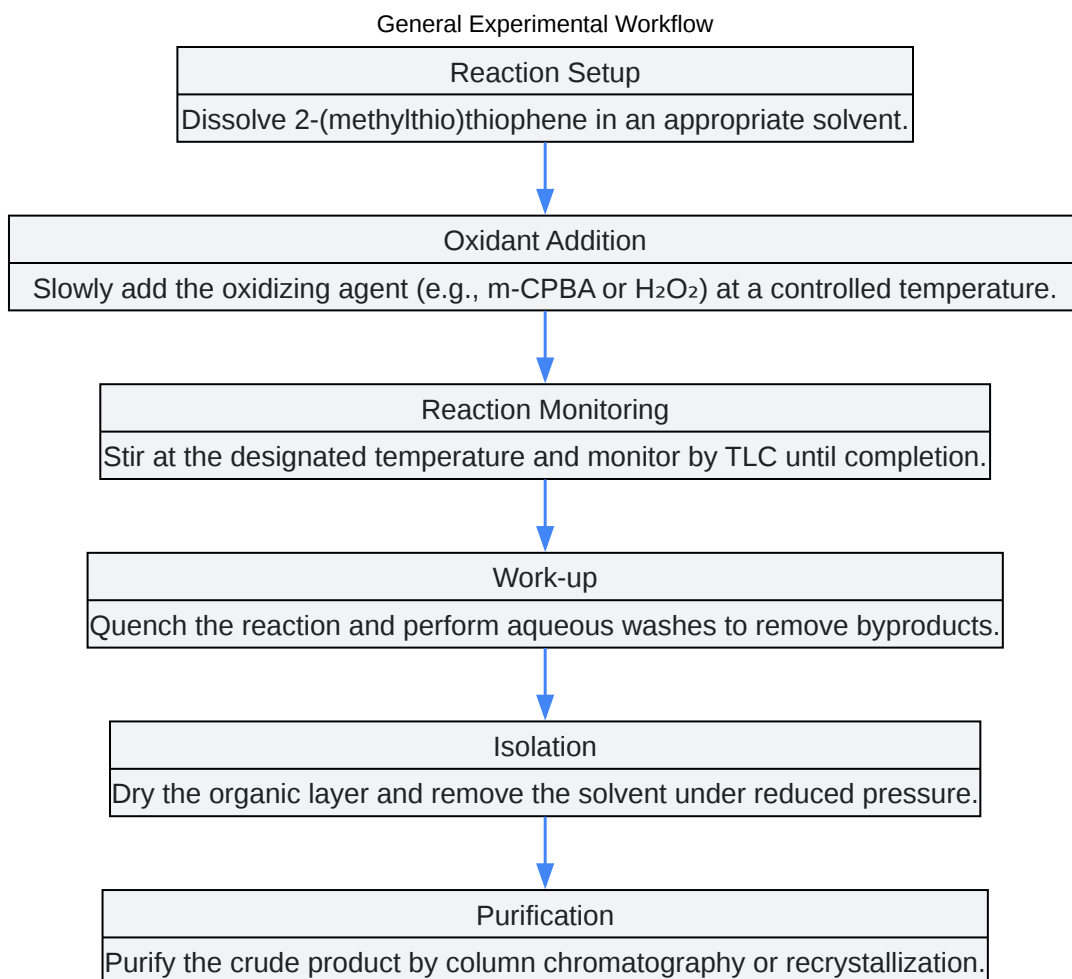 General Experimental Workflow
Reaction Setup
Dissolve 2-(methylthio)thiophene in an appropriate solvent.
Oxidant Addition
Slowly add the oxidizing agent (e.g., m-CPBA or H₂O₂) at a controlled temperature.
Reaction Monitoring
Stir at the designated temperature and monitor by TLC until completion.
Work-up
Quench the reaction and perform aqueous washes to remove byproducts.
Isolation
Dry the organic layer and remove the solvent under reduced pressure.
Purification
Purify the crude product by column chromatography or recrystallization.